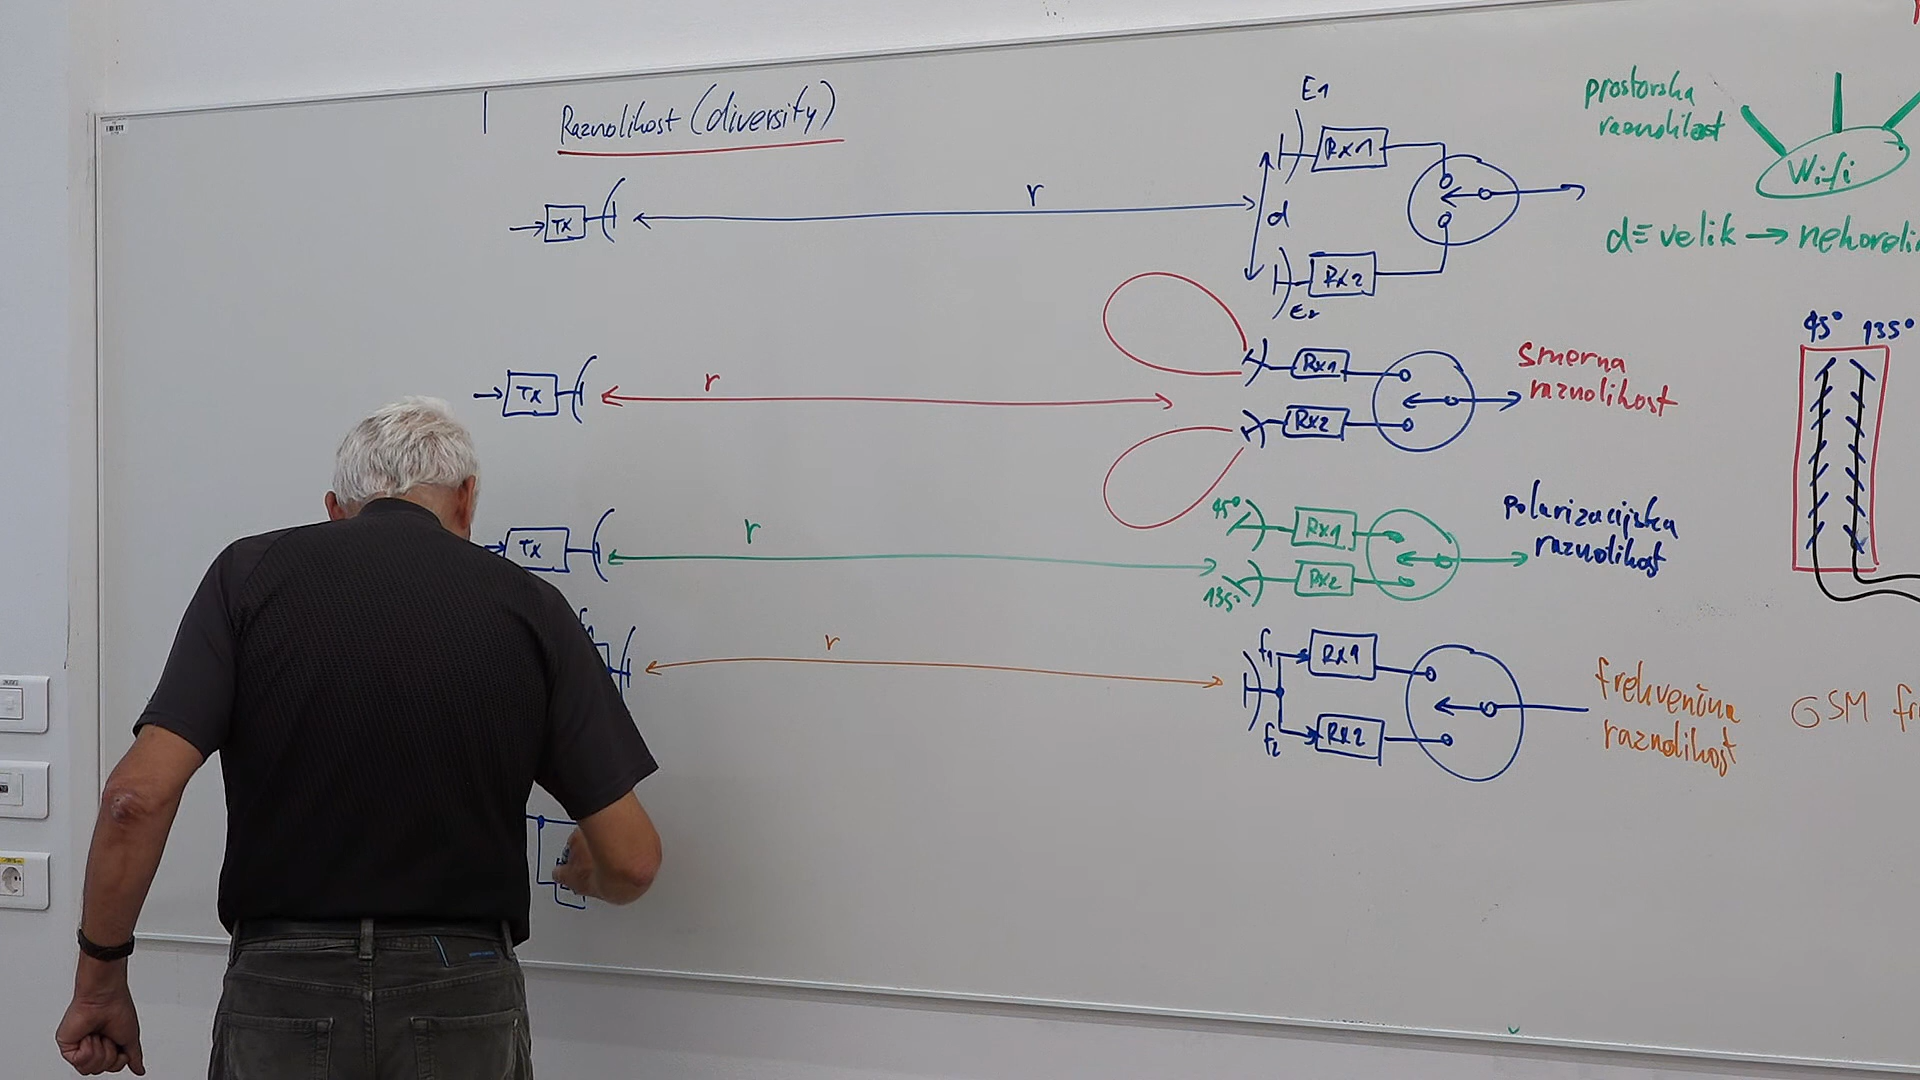 Raznolikost (diversity)
TX
r
E1
d
Rx1
Rx2
E2
prostorska
raznolikost
Wifi
d ≡ velik →
TX
r
Rx1
Rx2
smerna
raznolikost
45° 135°
TX
r
45°
135°
Rx1
Rx2
polarizacijska
raznolikost
f1
r
f1
f2
Rx1
Rx2
frekvenčna
raznolikost
GSM